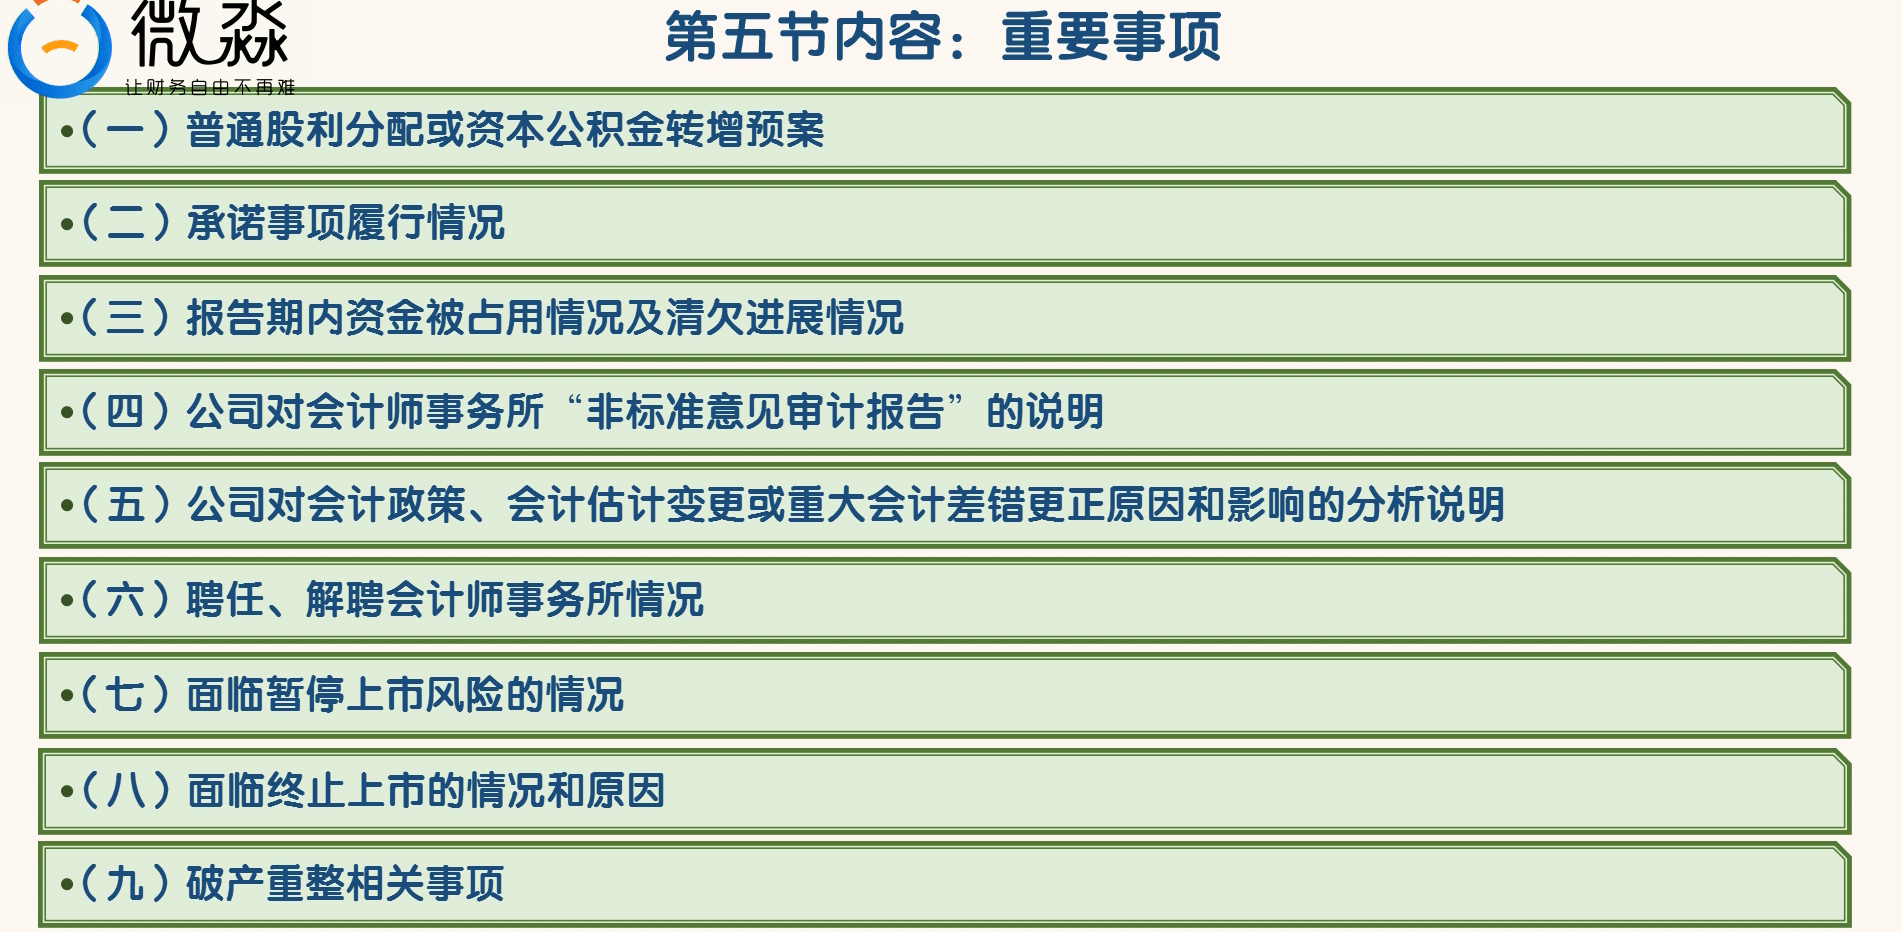 微淼
让财务自由不再难
第五节内容：重要事项
•（一）普通股利分配或资本公积金转增预案
•（二）承诺事项履行情况
•（三）报告期内资金被占用情况及清欠进展情况
•（四）公司对会计师事务所“非标准意见审计报告”的说明
•（五）公司对会计政策、会计估计变更或重大会计差错更正原因和影响的分析说明
•（六）聘任、解聘会计师事务所情况
•（七）面临暂停上市风险的情况
•（八）面临终止上市的情况和原因
•（九）破产重整相关事项